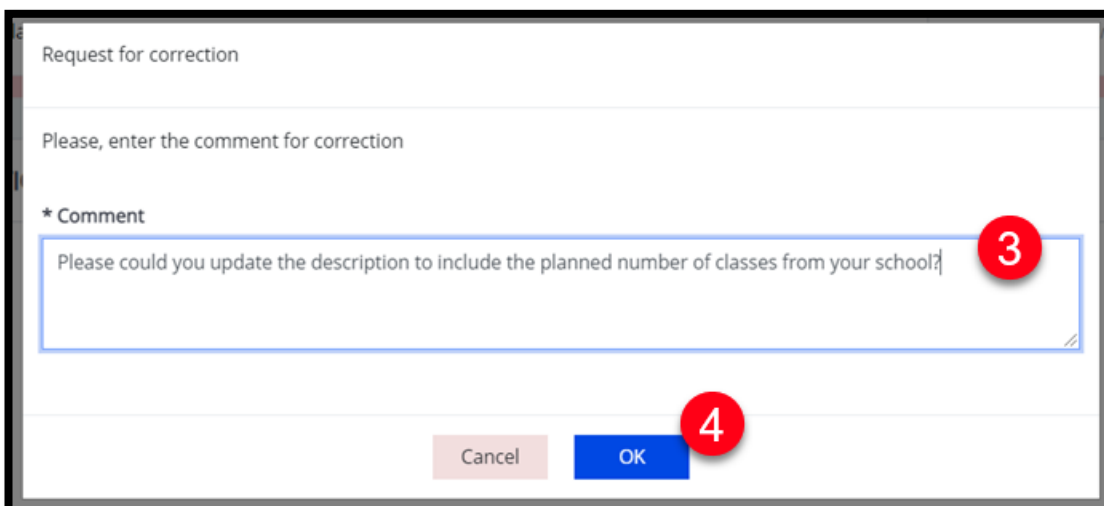 Request for correction
Please, enter the comment for correction
* Comment
Please could you update the description to include the planned number of classes from your school?
3
4
Cancel
OK